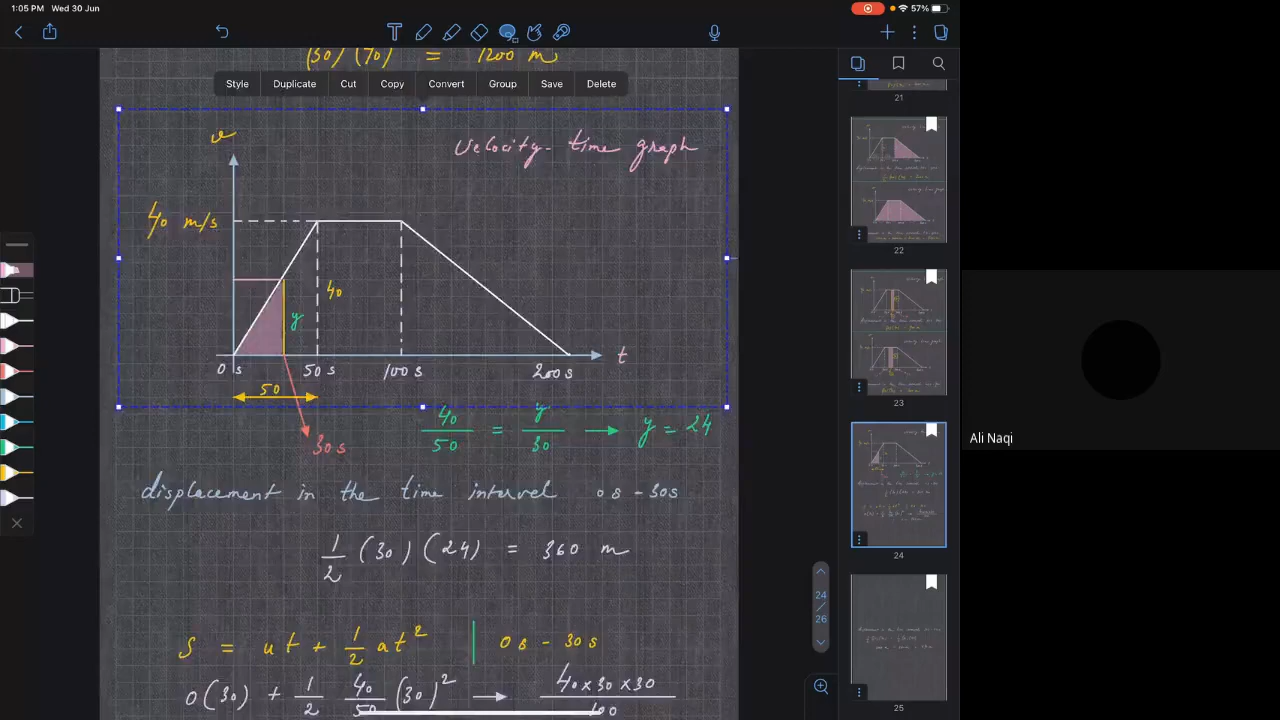 1:05 PM Wed 30 Jun
57%
(30) (40) = 1200 m
Style Duplicate Cut Copy Convert Group Save Delete
v
velocity - time graph
40 m/s
40
y
0 s 50 s 100 s 200 s t
50
30 s
40/50 = y/30 → y = 24
displacement in the time interval 0 s - 30 s
1/2 (30) (24) = 360 m
S = ut + 1/2 at² | 0 s - 30 s
0(30) + 1/2 40/50 (30)² → 40 x 30 x 30 / 100
T
21
22
23
24
25
24 / 26
Ali Naqi